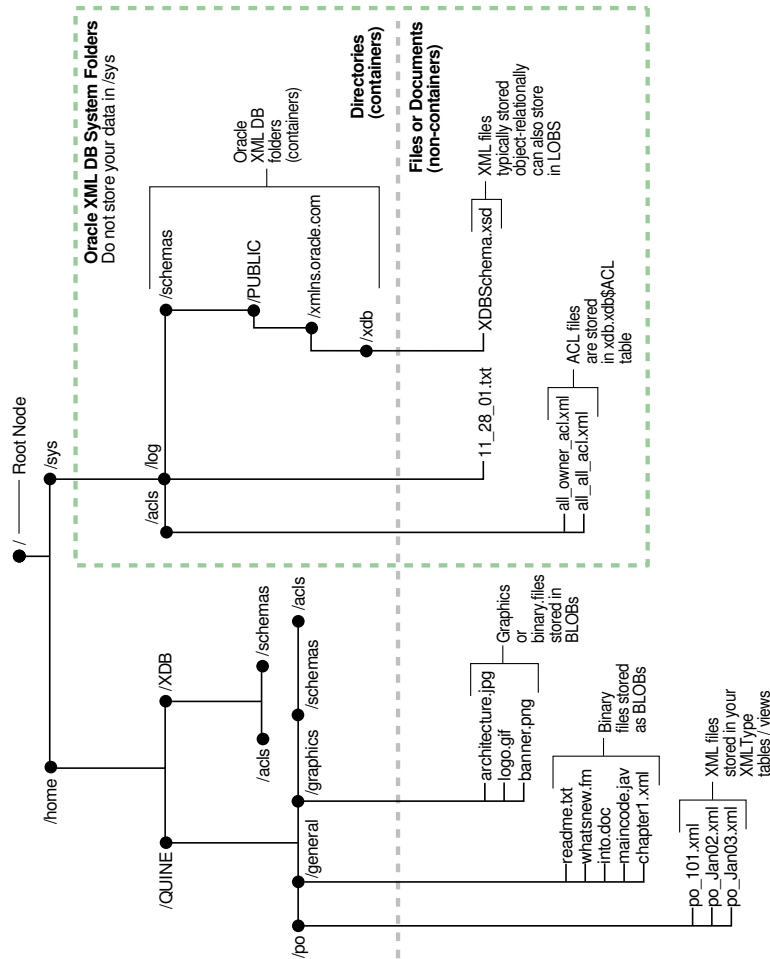 /
Root Node
/home
/sys
Oracle XML DB System Folders
Do not store your data in /sys
/QUINE
/XDB
/acls
/log
/schemas
/acls
/schemas
/PUBLIC
/xmlns.oracle.com
/xdb
Oracle
XML DB
folders
(containers)
/po
/general
/graphics
/schemas
/acls
Directories
(containers)
Files or Documents
(non-containers)
architecture.jpg
logo.gif
banner.png
Graphics
or
binary.files
stored in
BLOBs
11_28_01.txt
XDBSchema.xsd
XML files
typically stored
object-relationally
can also store
in LOBS
readme.txt
whatsnew.fm
into.doc
maincode.jav
chapter1.xml
Binary
files stored
as BLOBs
all_owner_acl.xml
all_all_acl.xml
ACL files
are stored
in xdb.xdb$ACL
table
po_101.xml
po_Jan02.xml
po_Jan03.xml
XML files
stored in your
XMLType
tables / views